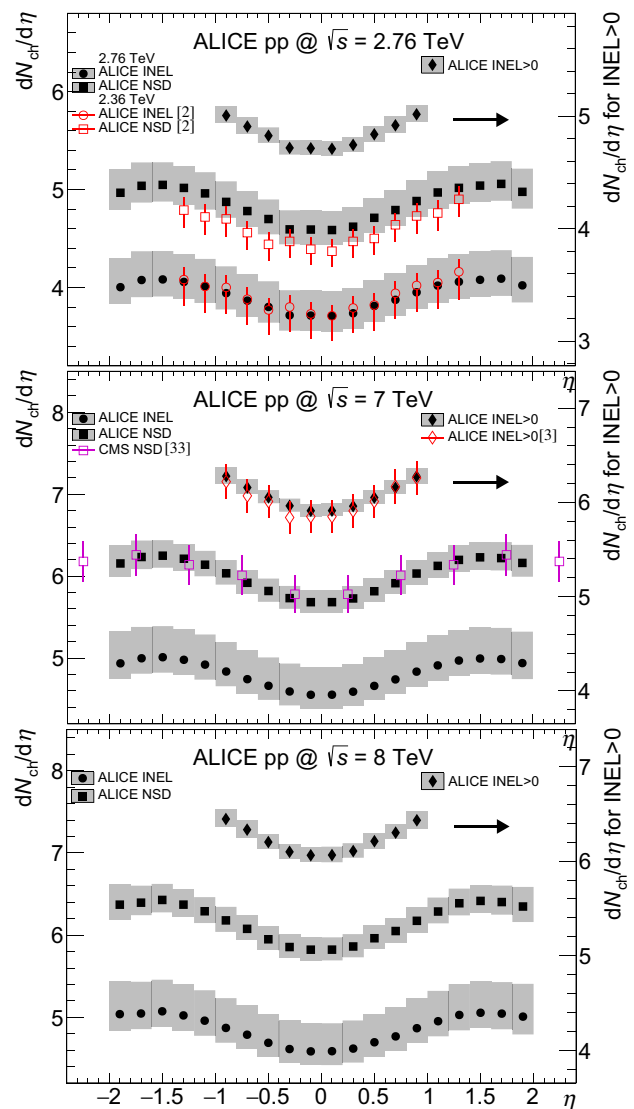 ALICE pp @ √s = 2.76 TeV
dN_ch/dη
dN_ch/dη for INEL>0
2.76 TeV
ALICE INEL
ALICE NSD
2.36 TeV
ALICE INEL [2]
ALICE NSD [2]
ALICE INEL>0
6
5
4
5
4
3
η
ALICE pp @ √s = 7 TeV
dN_ch/dη
dN_ch/dη for INEL>0
ALICE INEL
ALICE NSD
CMS NSD [33]
ALICE INEL>0
ALICE INEL>0[3]
8
7
6
5
7
6
5
4
η
ALICE pp @ √s = 8 TeV
dN_ch/dη
dN_ch/dη for INEL>0
ALICE INEL
ALICE NSD
ALICE INEL>0
8
7
6
5
7
6
5
4
−2 −1.5 −1 −0.5 0 0.5 1 1.5 2 η